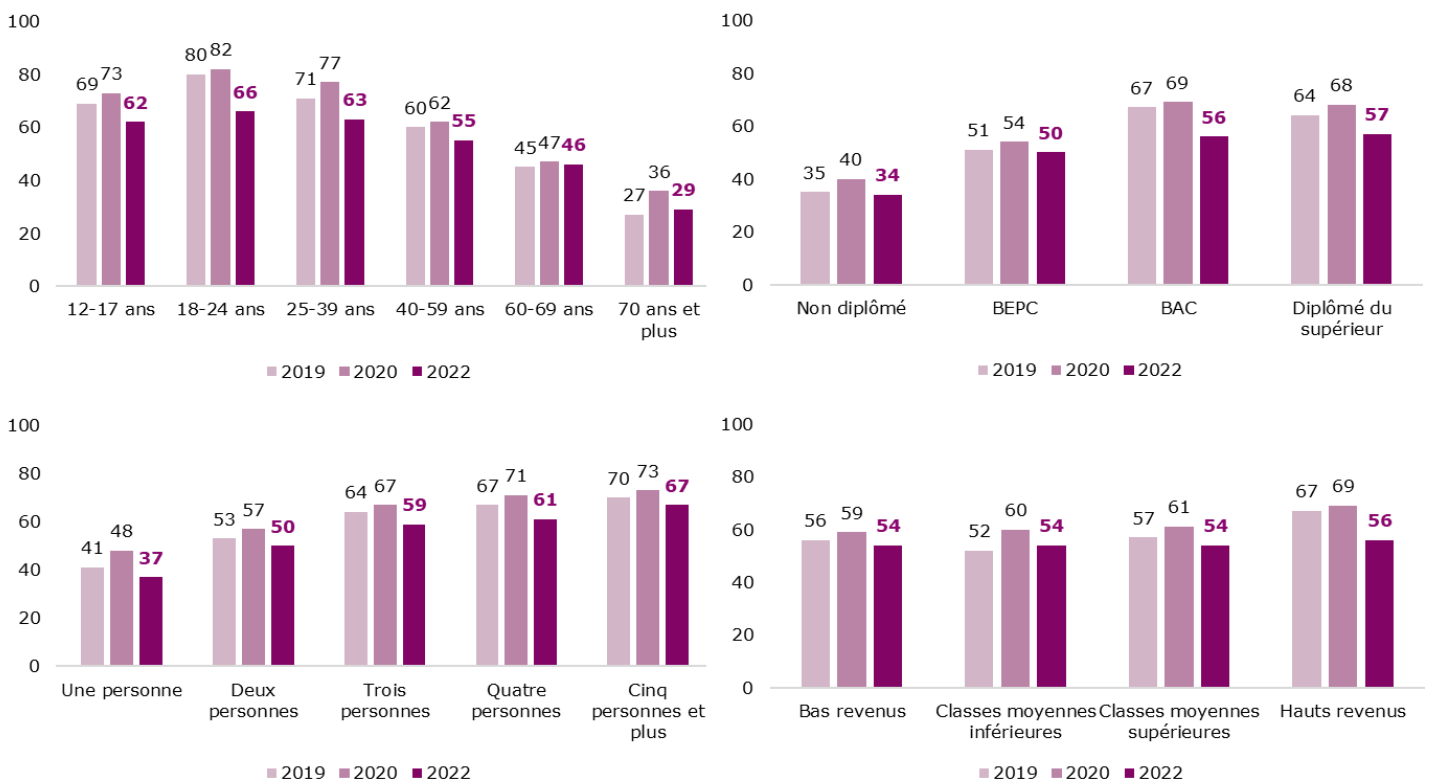 100
80
60
40
20
0
69 73 62
80 82 66
71 77 63
60 62 55
45 47 46
27 36 29
12-17 ans 18-24 ans 25-39 ans 40-59 ans 60-69 ans 70 ans et
plus
2019 2020 2022
100
80
60
40
20
0
35 40 34
51 54 50
67 69 56
64 68 57
Non diplômé BEPC BAC Diplômé du
supérieur
2019 2020 2022
100
80
60
40
20
0
41 48 37
53 57 50
64 67 59
67 71 61
70 73 67
Une personne Deux Trois Quatre Cinq
personnes personnes personnes personnes et
plus
2019 2020 2022
100
80
60
40
20
0
56 59 54
52 60 54
57 61 54
67 69 56
Bas revenus Classes moyennes Classes moyennes Hauts revenus
inférieures supérieures
2019 2020 2022